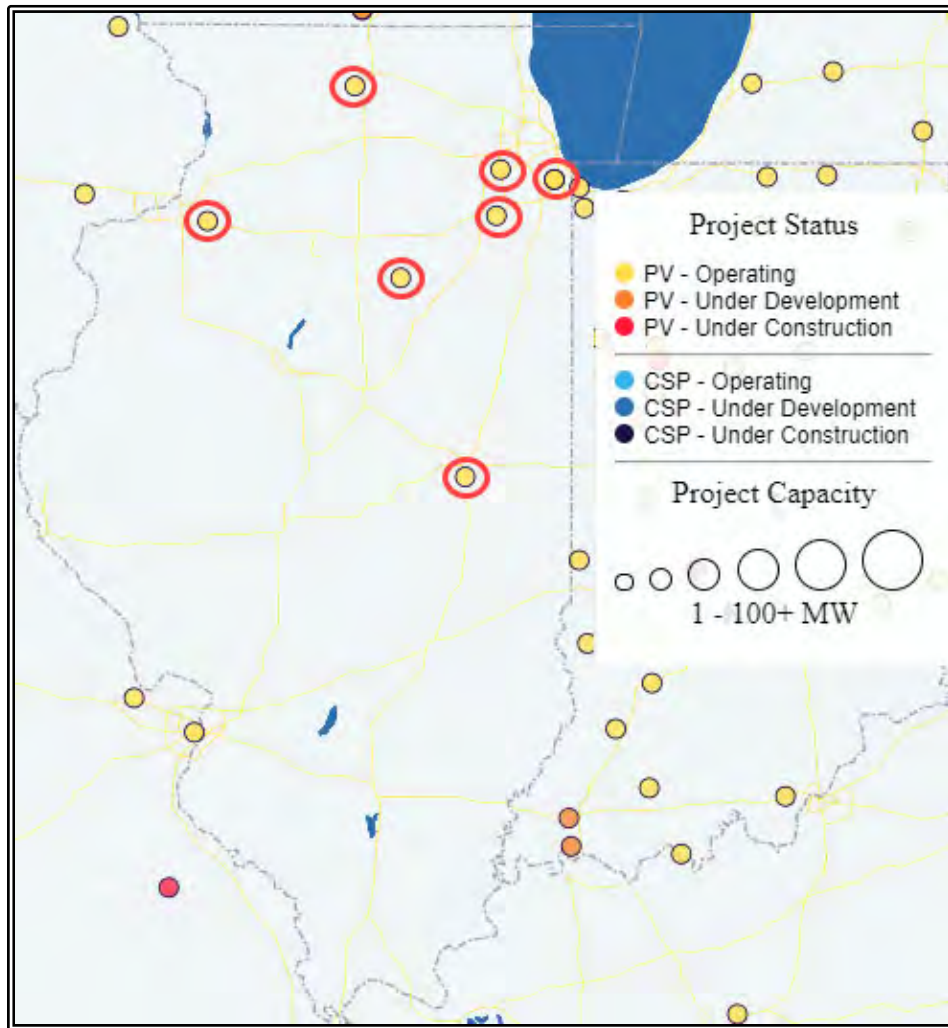 Project Status
PV - Operating
PV - Under Development
PV - Under Construction
CSP - Operating
CSP - Under Development
CSP - Under Construction
Project Capacity
1 - 100+ MW